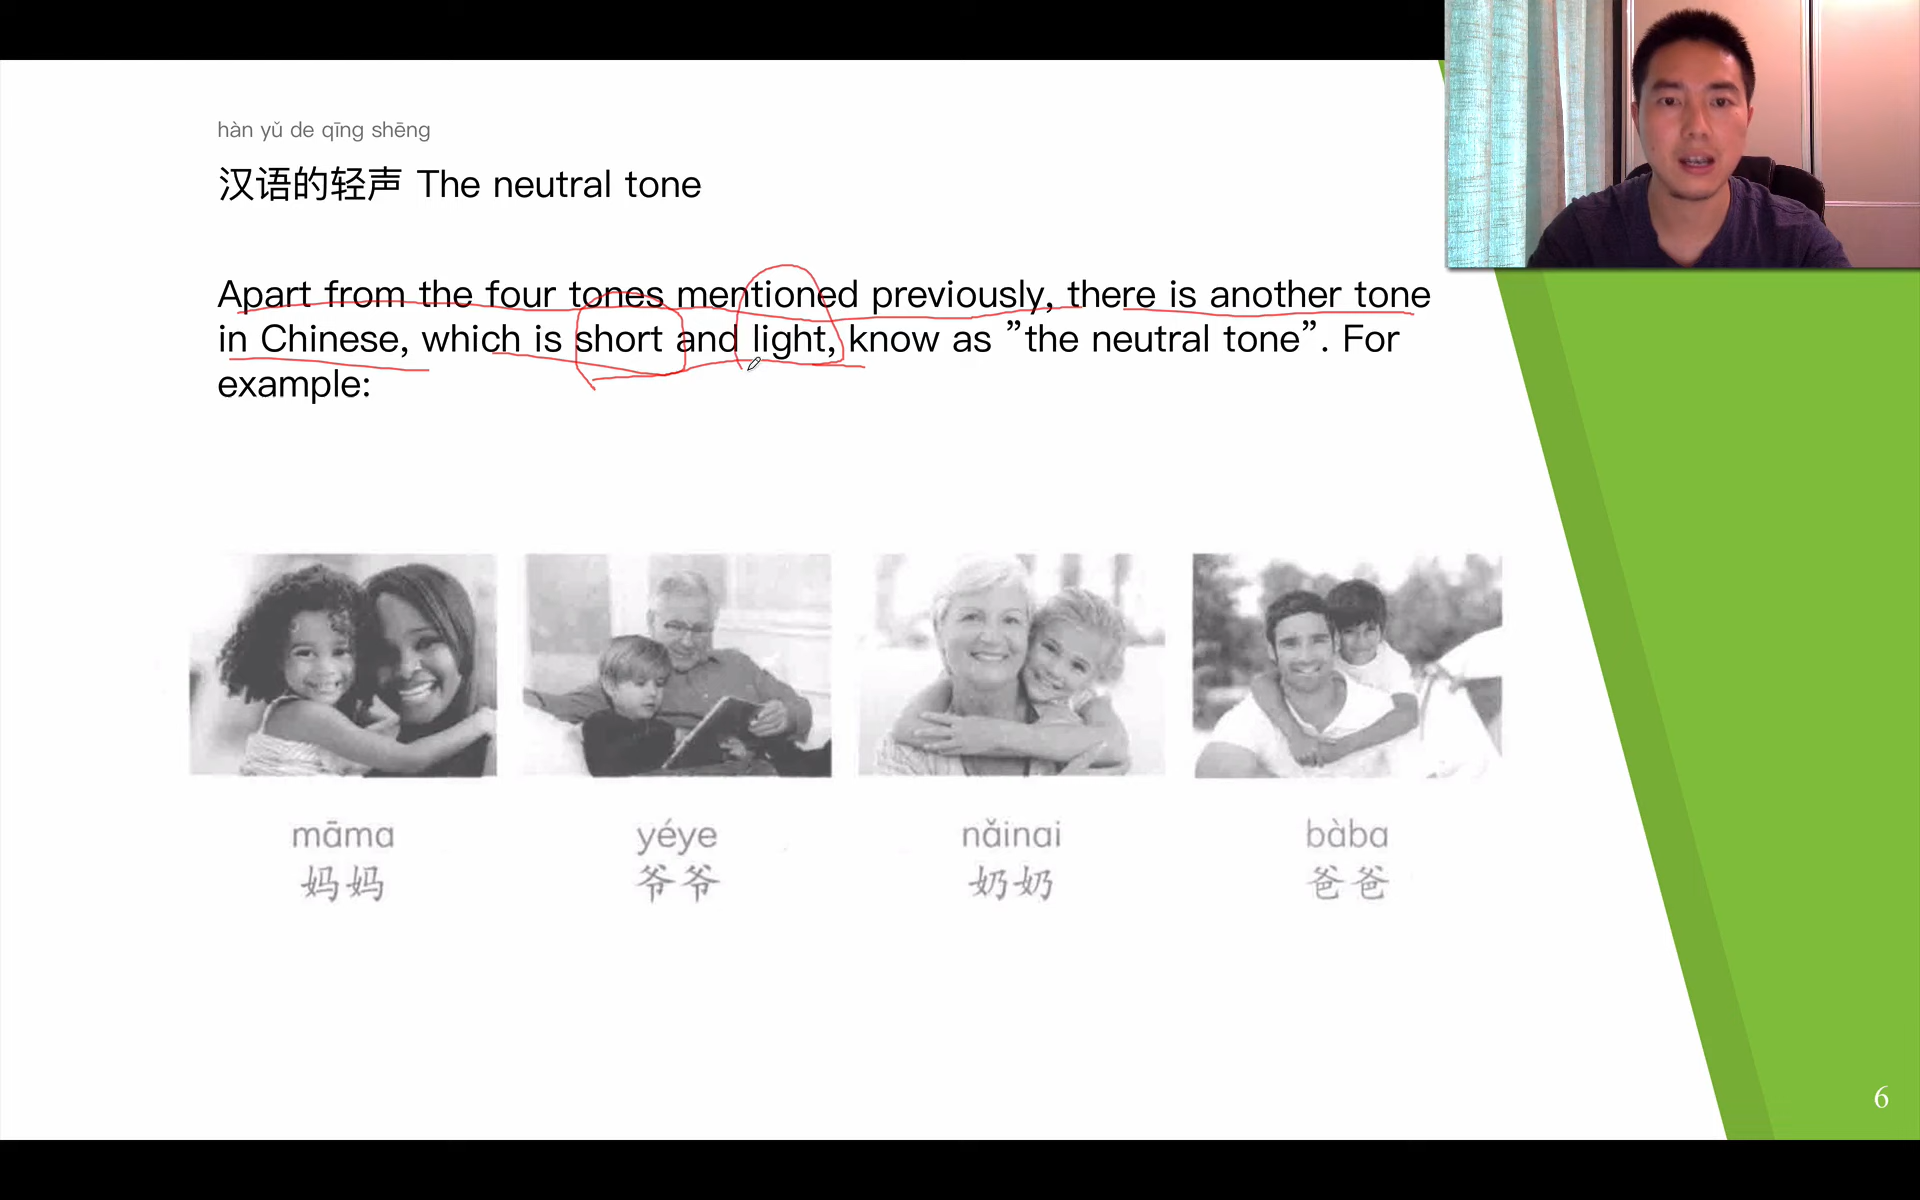 hàn yǔ de qīng shēng
汉语的轻声 The neutral tone
Apart from the four tones mentioned previously, there is another tone
in Chinese, which is short and light, know as ”the neutral tone”. For
example:
māma
yéye
nǎinai
bàba
妈妈
爷爷
奶奶
爸爸
6